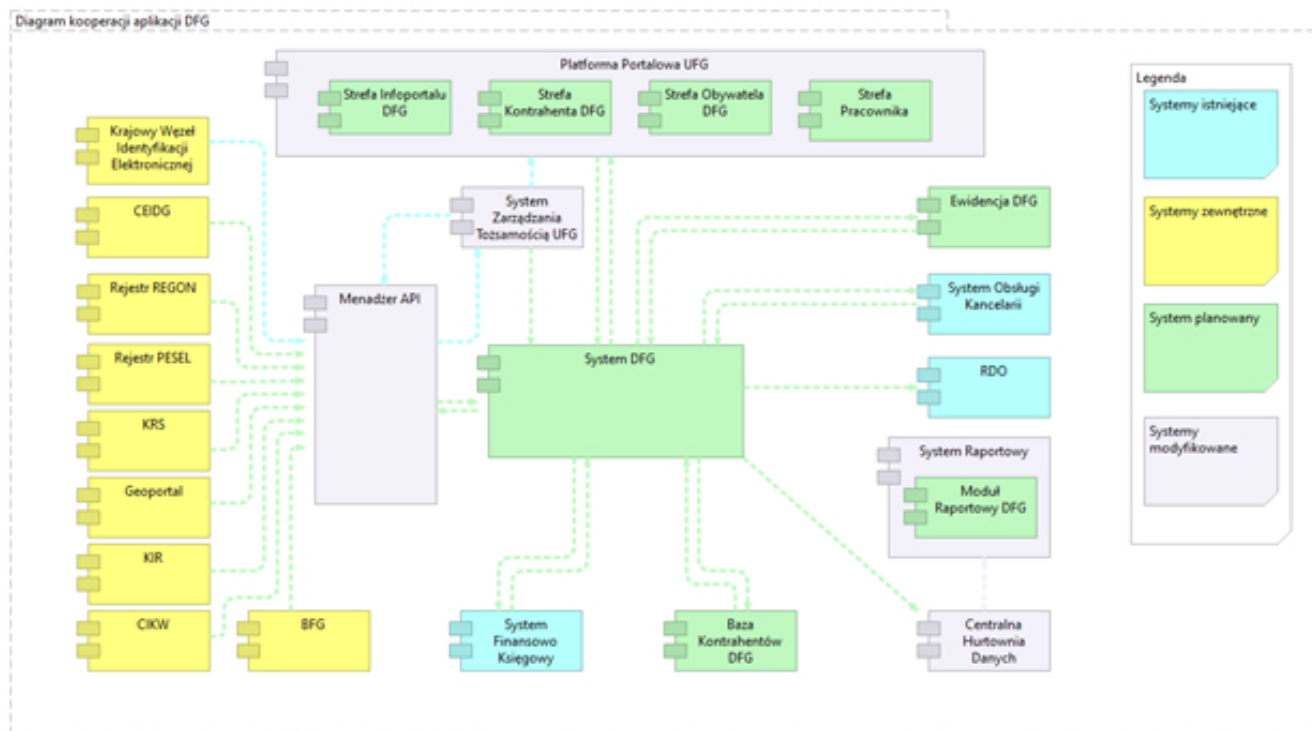 Diagram kooperacji aplikacji DFG
Platforma Portalowa UFG
Strefa Infoportalu
DFG
Strefa
Kontrahenta DFG
Strefa Obywatela
DFG
Strefa
Pracownika
Krajowy Węzeł
Identyfikacji
Elektronicznej
CEIDG
Rejestr REGON
Rejestr PESEL
KRS
Geoportal
KIR
CIKW
BFG
Menadżer API
System
Zarządzania
Tożsamością UFG
System DFG
Ewidencja DFG
System Obsługi
Kancelarii
RDO
System Raportowy
Moduł
Raportowy DFG
System
Finansowo
Księgowy
Baza
Kontrahentów
DFG
Centralna
Hurtownia
Danych
Legenda
Systemy istniejące
Systemy zewnętrzne
System planowany
Systemy
modyfikowane